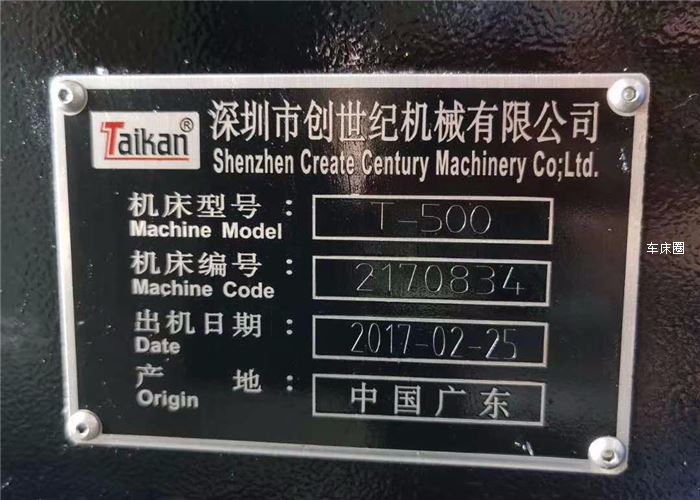 Taikan®
深圳市创世纪机械有限公司
Shenzhen Create Century Machinery Co;Ltd.
机床型号： T-500
Machine Model
机床编号： 2170834
Machine Code
出机日期： 2017-02-25
Date
产地： 中国广东
Origin
车床圈